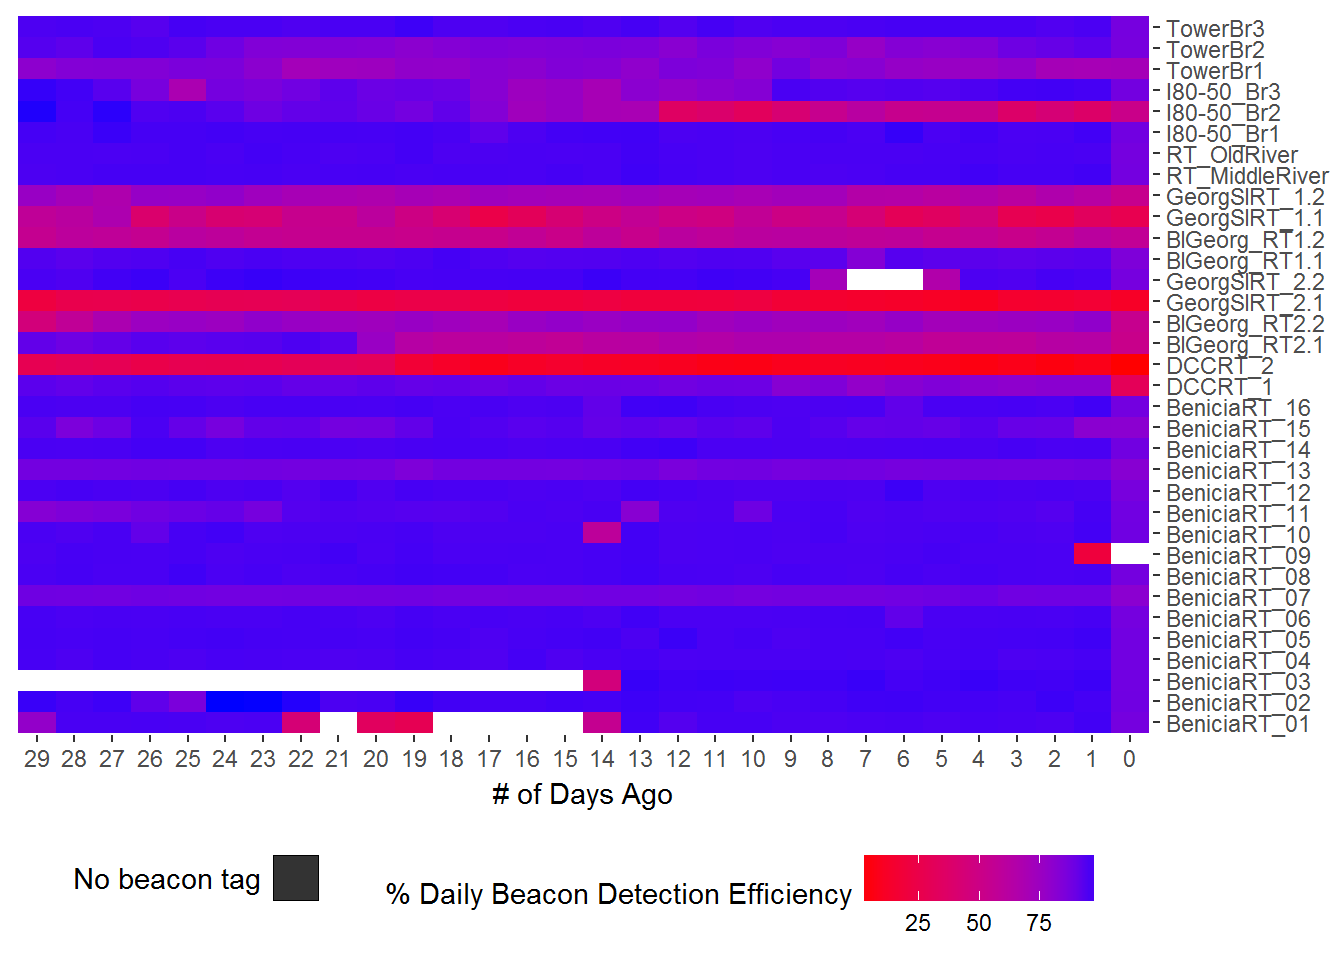 TowerBr3
TowerBr2
TowerBr1
I80-50_Br3
I80-50_Br2
I80-50_Br1
RT_OldRiver
RT_MiddleRiver
GeorgSlRT_1.2
GeorgSlRT_1.1
BlGeorg_RT1.2
BlGeorg_RT1.1
GeorgSlRT_2.2
GeorgSlRT_2.1
BlGeorg_RT2.2
BlGeorg_RT2.1
DCCRT_2
DCCRT_1
BeniciaRT_16
BeniciaRT_15
BeniciaRT_14
BeniciaRT_13
BeniciaRT_12
BeniciaRT_11
BeniciaRT_10
BeniciaRT_09
BeniciaRT_08
BeniciaRT_07
BeniciaRT_06
BeniciaRT_05
BeniciaRT_04
BeniciaRT_03
BeniciaRT_02
BeniciaRT_01
29 28 27 26 25 24 23 22 21 20 19 18 17 16 15 14 13 12 11 10 9 8 7 6 5 4 3 2 1 0
# of Days Ago
No beacon tag
% Daily Beacon Detection Efficiency
25 50 75